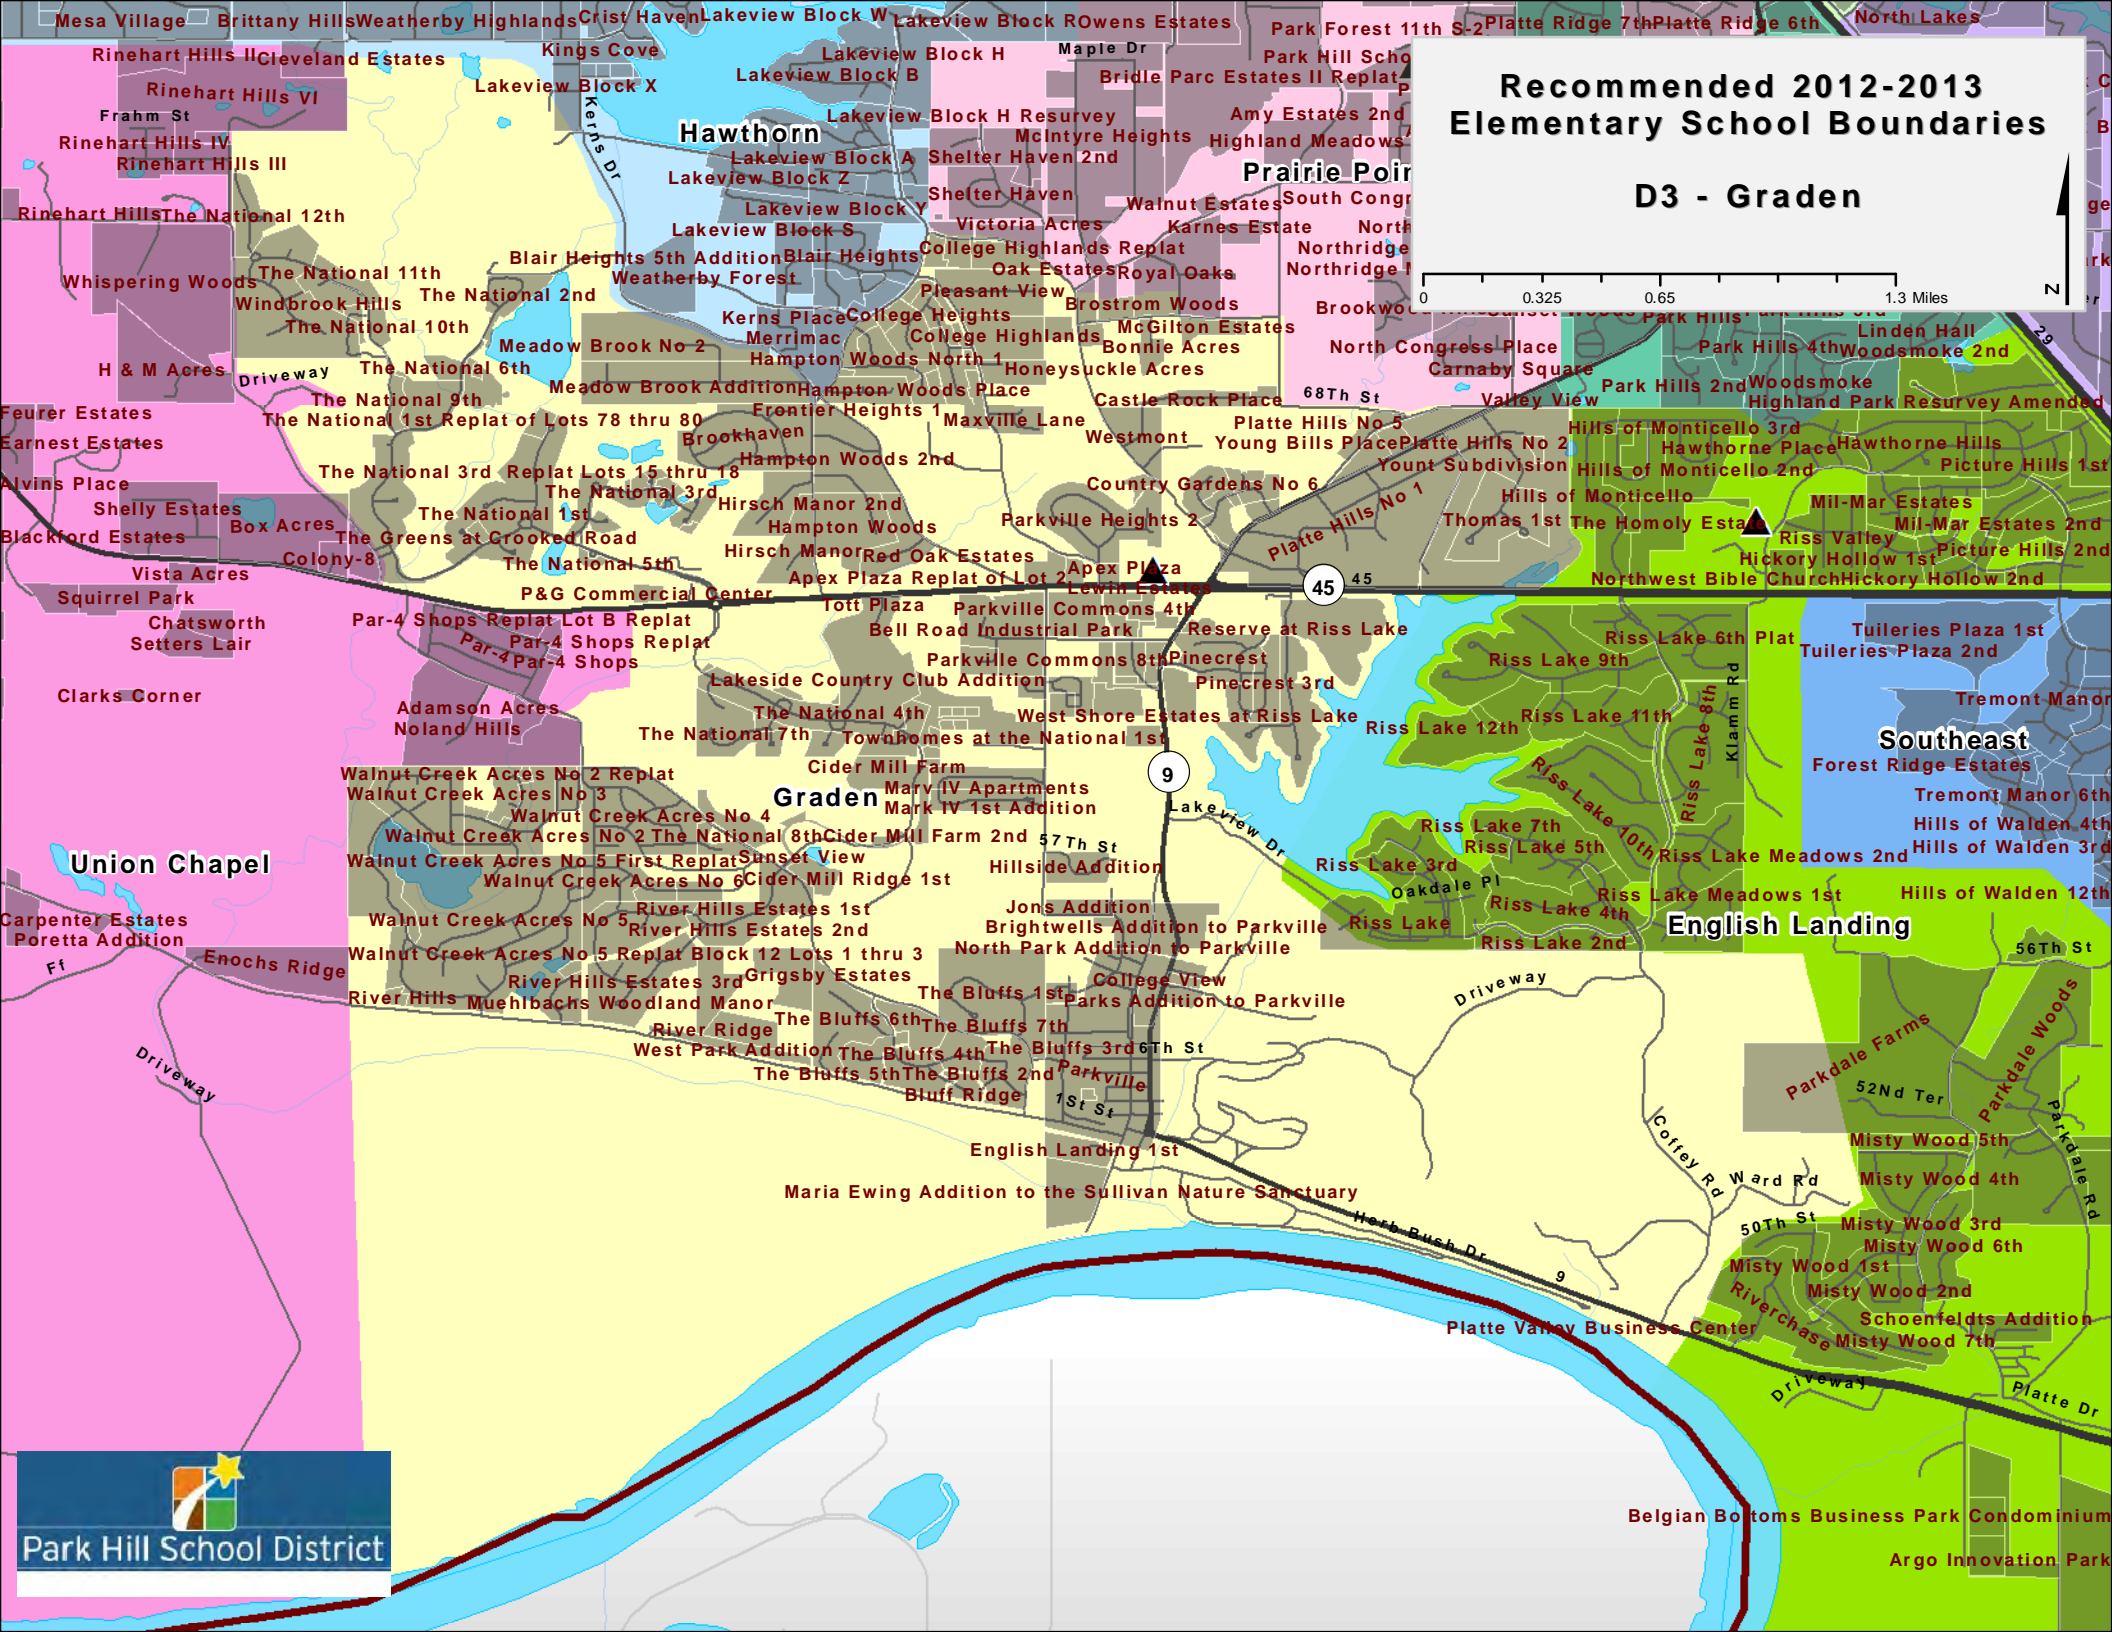 Mesa Village
Brittany Hills
Weatherby Highlands
Crist Haven
Lakeview Block W
Lakeview Block R
Owens Estates
Park Forest 11th S-2
Platte Ridge 7th
Platte Ridge 6th
North Lakes
Rinehart Hills II
Cleveland Estates
Kings Cove
Lakeview Block H
Maple Dr
Park Hill Scho
Lakeview Block B
Bridle Parc Estates II Replat
Recommended 2012-2013
Elementary School Boundaries
D3 - Graden
0
0.325
0.65
1.3 Miles
Z
Rinehart Hills VI
Lakeview Block X
Frahm St
Kerns Dr
Hawthorn
Lakeview Block H Resurvey
Amy Estates 2nd
Rinehart Hills IV
McIntyre Heights
Highland Meadows
Rinehart Hills III
Lakeview Block A
Shelter Haven 2nd
Lakeview Block Z
Prairie Poin
Shelter Haven
South Congr
Rinehart Hills
The National 12th
Lakeview Block Y
Walnut Estates
Lakeview Block S
Victoria Acres
Karnes Estate
North
Blair Heights 5th Addition
Blair Heights
College Highlands Replat
Northridge
Whispering Woods
The National 11th
Weatherby Forest
Oak Estates
Royal Oaks
Northridge
Windbrook Hills
The National 2nd
Pleasant View
Brostrom Woods
Brookwoo
The National 10th
Kerns Place
College Heights
McGilton Estates
Park Hills
29
Linden Hall
Meadow Brook No 2
Merrimac
College Highlands
Bonnie Acres
North Congress Place
Park Hills 4th
Woodsmoke 2nd
H & M Acres
Driveway
The National 6th
Hampton Woods North 1
Honeysuckle Acres
Carnaby Square
Meadow Brook Addition
Hampton Woods Place
Park Hills 2nd
Woodsmoke
The National 9th
Castle Rock Place
68Th St
Valley View
Highland Park Resurvey Amended
Feurer Estates
The National 1st Replat of Lots 78 thru 80
Frontier Heights 1
Maxville Lane
Platte Hills No 5
Hills of Monticello 3rd
Earnest Estates
Brookhaven
Westmont
Young Bills Place
Platte Hills No 2
Hawthorne Place
Hawthorne Hills
The National 3rd
Replat Lots 15 thru 18
Hampton Woods 2nd
Yount Subdivision
Hills of Monticello 2nd
Picture Hills 1st
Alvins Place
The National 3rd
Country Gardens No 6
Hills of Monticello
Shelly Estates
The National 1st
Hirsch Manor 2nd
Platte Hills No 1
Mil-Mar Estates
Box Acres
Hampton Woods
Parkville Heights 2
Thomas 1st
The Homoly Estate
Mil-Mar Estates 2nd
Blackford Estates
The Greens at Crooked Road
Riss Valley
Colony-8
The National 5th
Hirsch Manor
Red Oak Estates
Hickory Hollow 1st
Picture Hills 2nd
Vista Acres
Apex Plaza Replat of Lot 2
Apex Plaza
45
45
Northwest Bible Church
Hickory Hollow 2nd
Squirrel Park
P&G Commercial Center
Lewin Estates
Tott Plaza
Parkville Commons 4th
Chatsworth
Par-4 Shops Replat Lot B Replat
Bell Road Industrial Park
Reserve at Riss Lake
Riss Lake 6th Plat
Tuileries Plaza 1st
Setters Lair
Par-4
Par-4 Shops Replat
Par-4 Shops
Tuileries Plaza 2nd
Parkville Commons 8th
Pinecrest
Riss Lake 9th
Clarks Corner
Lakeside Country Club Addition
Pinecrest 3rd
Klamm Rd
Tremont Manor
Adamson Acres
The National 4th
West Shore Estates at Riss Lake
Riss Lake 12th
Riss Lake 11th
Riss Lake 8th
Noland Hills
The National 7th
Townhomes at the National 1st
Southeast
Forest Ridge Estates
Walnut Creek Acres No 2 Replat
Cider Mill Farm
9
Riss Lake 10th
Walnut Creek Acres No 3
Graden
Marv IV Apartments
Mark IV 1st Addition
Lakeview Dr
Tremont Manor 6th
Walnut Creek Acres No 4
Riss Lake 7th
Hills of Walden 4th
Walnut Creek Acres No 2
The National 8th
Cider Mill Farm 2nd
57Th St
Riss Lake 5th
Hills of Walden 3rd
Union Chapel
Walnut Creek Acres No 5 First Replat
Sunset View
Hillside Addition
Riss Lake 3rd
Riss Lake Meadows 2nd
Walnut Creek Acres No 6
Cider Mill Ridge 1st
Oakdale Pl
Riss Lake Meadows 1st
Hills of Walden 12th
Carpenter Estates
Walnut Creek Acres No 5
River Hills Estates 1st
Jons Addition
Riss Lake 4th
River Hills Estates 2nd
Brightwells Addition to Parkville
Riss Lake
English Landing
Poretta Addition
Walnut Creek Acres No 5 Replat Block 12 Lots 1 thru 3
North Park Addition to Parkville
Riss Lake 2nd
56Th St
Ff
Enochs Ridge
River Hills Estates 3rd
Grigsby Estates
College View
Driveway
River Hills
Muehlbachs Woodland Manor
The Bluffs 1st
Parks Addition to Parkville
River Ridge
The Bluffs 6th
The Bluffs 7th
Parkdale Farms
Parkdale Woods
West Park Addition
The Bluffs 4th
The Bluffs 3rd
6Th St
Driveway
The Bluffs 5th
The Bluffs 2nd
Parkville
52Nd Ter
Bluff Ridge
1St St
Parkdale Rd
Coffey Rd
English Landing 1st
Misty Wood 5th
Ward Rd
Misty Wood 4th
Maria Ewing Addition to the Sullivan Nature Sanctuary
Herb Bush Dr
50Th St
Misty Wood 3rd
Misty Wood 6th
9
Misty Wood 1st
Misty Wood 2nd
Riverchase
Schoenfeldts Addition
Platte Valley Business Center
Misty Wood 7th
Driveway
Platte Dr
Belgian Bottoms Business Park Condominium
Argo Innovation Park
Park Hill School District